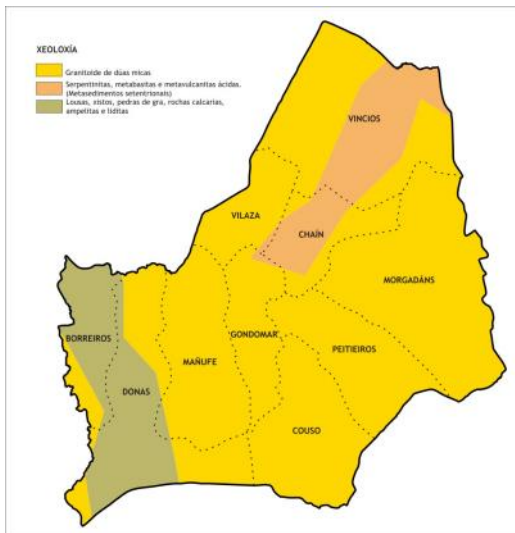 XEOLOXÍA
Granitoide de dúas micas
Serpentinitas, metabasitas e metavulcanitas ácidas.
(Metasedimentos setentrionais)
Lousas, xistos, pedras de gra, rochas calcarias,
ampelitas e liditas
VINCIOS
VILAZA
CHAÍN
MORGADÁNS
BORREIROS
GONDOMAR
PEITIEIROS
MAÑUFE
DONAS
COUSO